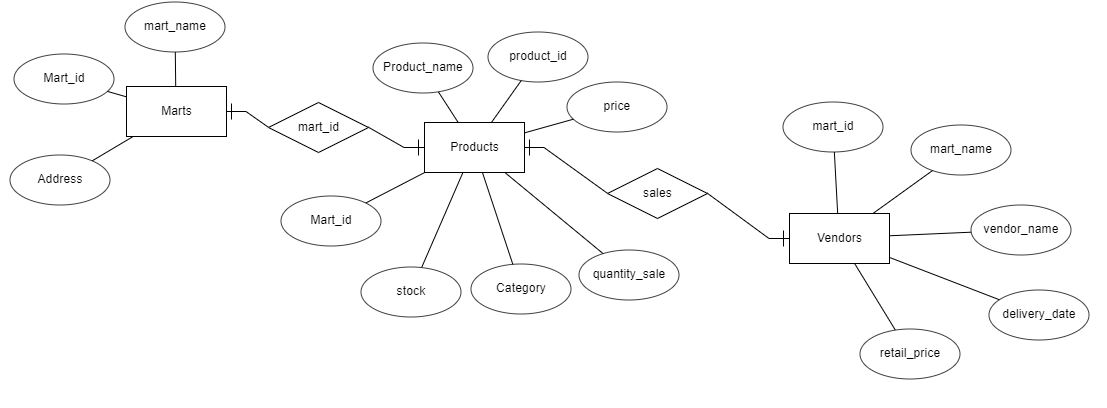 mart_name
Mart_id
Marts
Address
mart_id
Product_name
product_id
price
Products
Mart_id
stock
Category
quantity_sale
sales
mart_id
mart_name
Vendors
vendor_name
delivery_date
retail_price